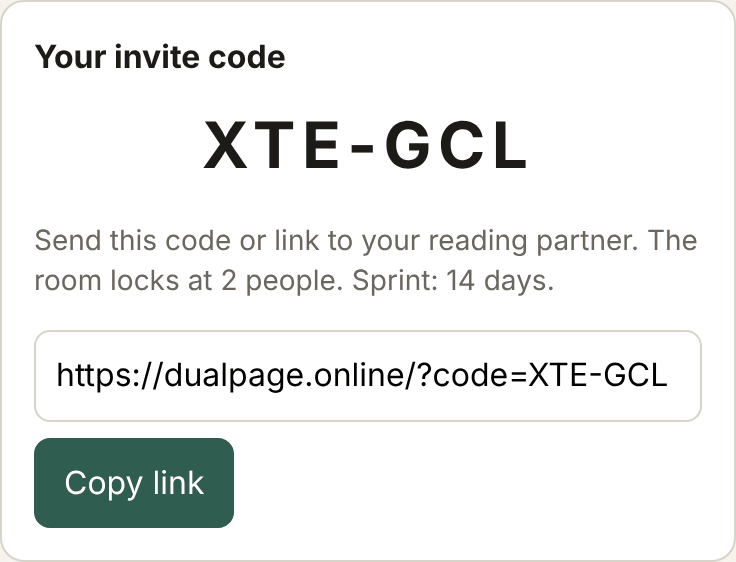 Your invite code
XTE-GCL
Send this code or link to your reading partner. The
room locks at 2 people. Sprint: 14 days.
https://dualpage.online/?code=XTE-GCL
Copy link